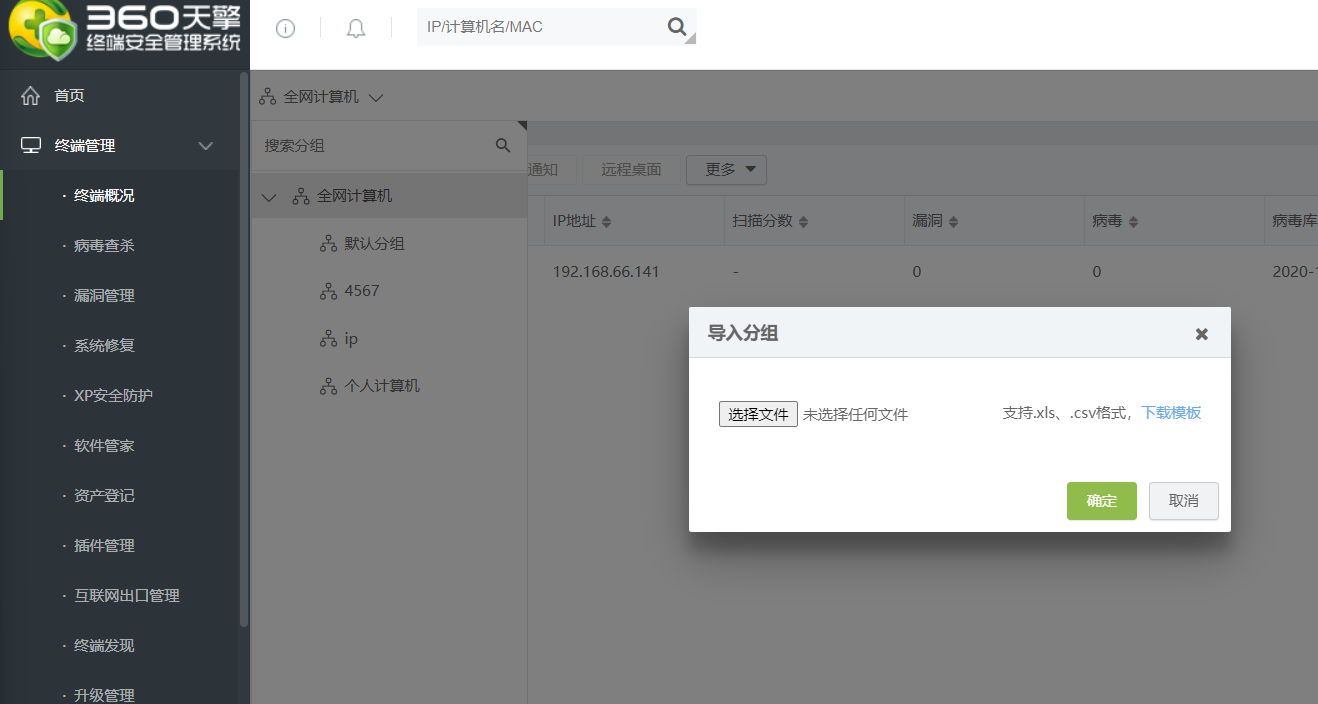 360天擎
终端安全管理系统
IP/计算机名/MAC
首页
终端管理
· 终端概况
· 病毒查杀
· 漏洞管理
· 系统修复
· XP安全防护
· 软件管家
· 资产登记
· 插件管理
· 互联网出口管理
· 终端发现
· 升级管理
全网计算机
搜索分组
全网计算机
默认分组
4567
ip
个人计算机
通知 远程桌面 更多
IP地址 扫描分数 漏洞 病毒 病毒库
192.168.66.141 - 0 0 2020-
导入分组
选择文件 未选择任何文件 支持.xls、.csv格式，下载模板
确定 取消